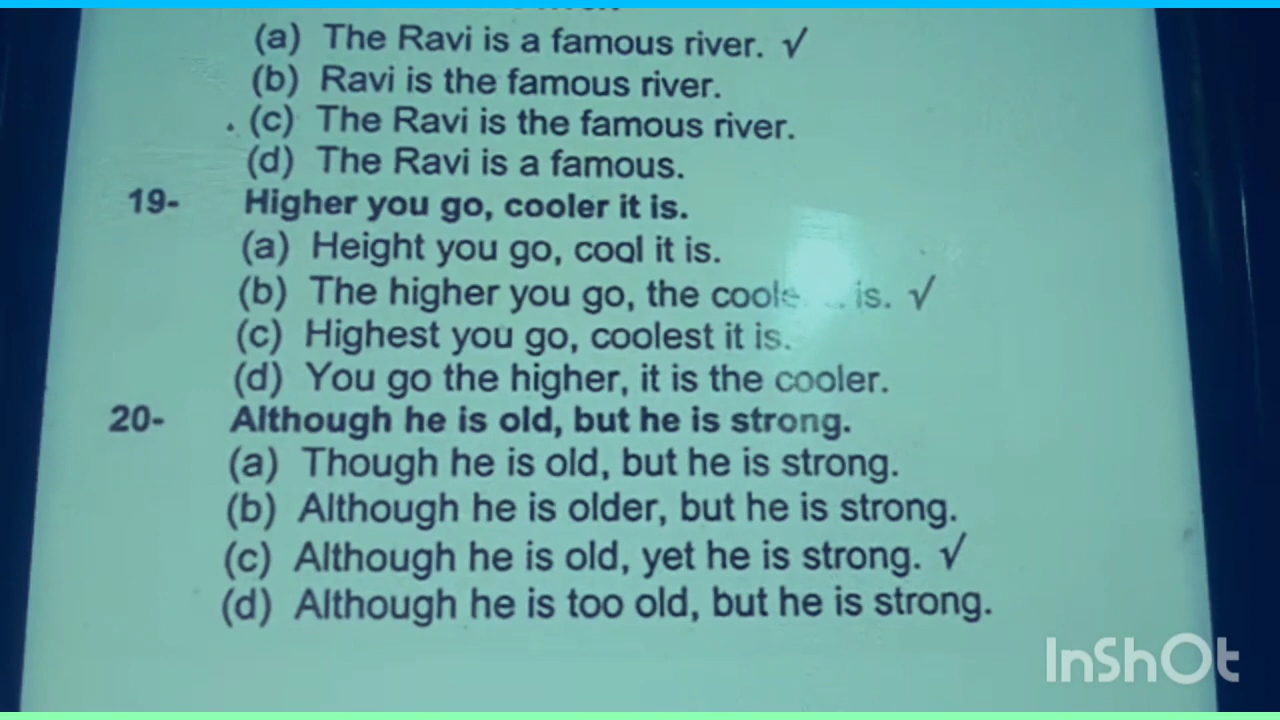 (a) The Ravi is a famous river. √
(b) Ravi is the famous river.
(c) The Ravi is the famous river.
(d) The Ravi is a famous.
19- Higher you go, cooler it is.
(a) Height you go, cool it is.
(b) The higher you go, the is. √
(c) Highest you go, coolest it is.
(d) You go the higher, it is the cooler.
20- Although he is old, but he is strong.
(a) Though he is old, but he is strong.
(b) Although he is older, but he is strong.
(c) Although he is old, yet he is strong. √
(d) Although he is too old, but he is strong.
InShOt